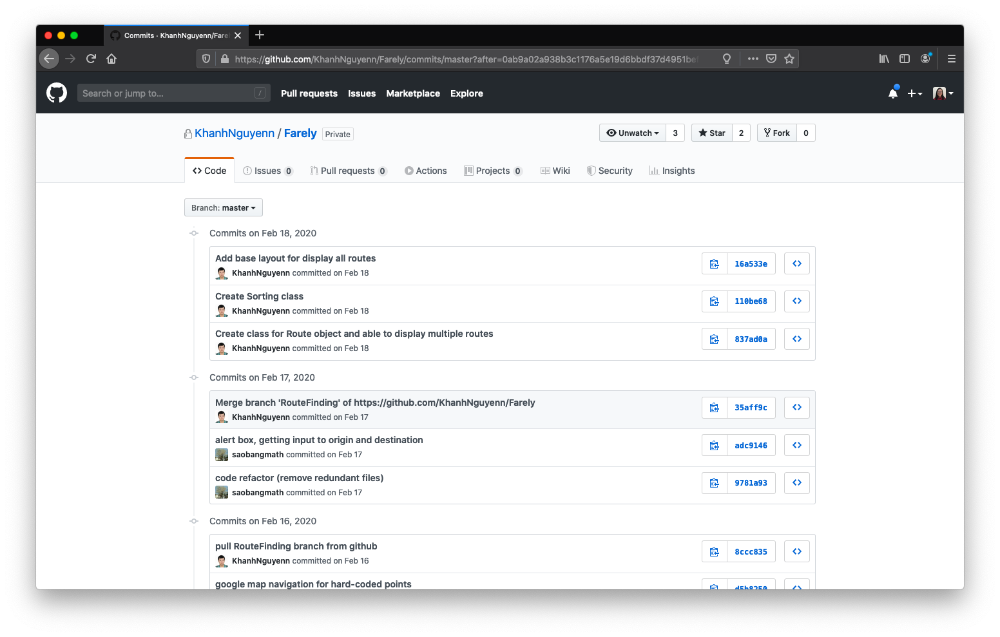 Commits · KhanhNguyenn/Fare
https://github.com/KhanhNguyenn/Farely/commits/master?after=0ab9a02a938b3c1176a5e19d6bbdf37d4951bef
Search or jump to... / Pull requests Issues Marketplace Explore
KhanhNguyenn / Farely Private Unwatch 3 Star 2 Fork 0
Code Issues 0 Pull requests 0 Actions Projects 0 Wiki Security Insights
Branch: master
Commits on Feb 18, 2020
Add base layout for display all routes
16a533e
KhanhNguyenn committed on Feb 18
Create Sorting class
110be68
KhanhNguyenn committed on Feb 18
Create class for Route object and able to display multiple routes
837ad0a
KhanhNguyenn committed on Feb 18
Commits on Feb 17, 2020
Merge branch 'RouteFinding' of https://github.com/KhanhNguyenn/Farely
35aff9c
KhanhNguyenn committed on Feb 17
alert box, getting input to origin and destination
adc9146
saobangmath committed on Feb 17
code refactor (remove redundant files)
9781a93
saobangmath committed on Feb 17
Commits on Feb 16, 2020
pull RouteFinding branch from github
8ccc835
KhanhNguyenn committed on Feb 16
google map navigation for hard-coded points